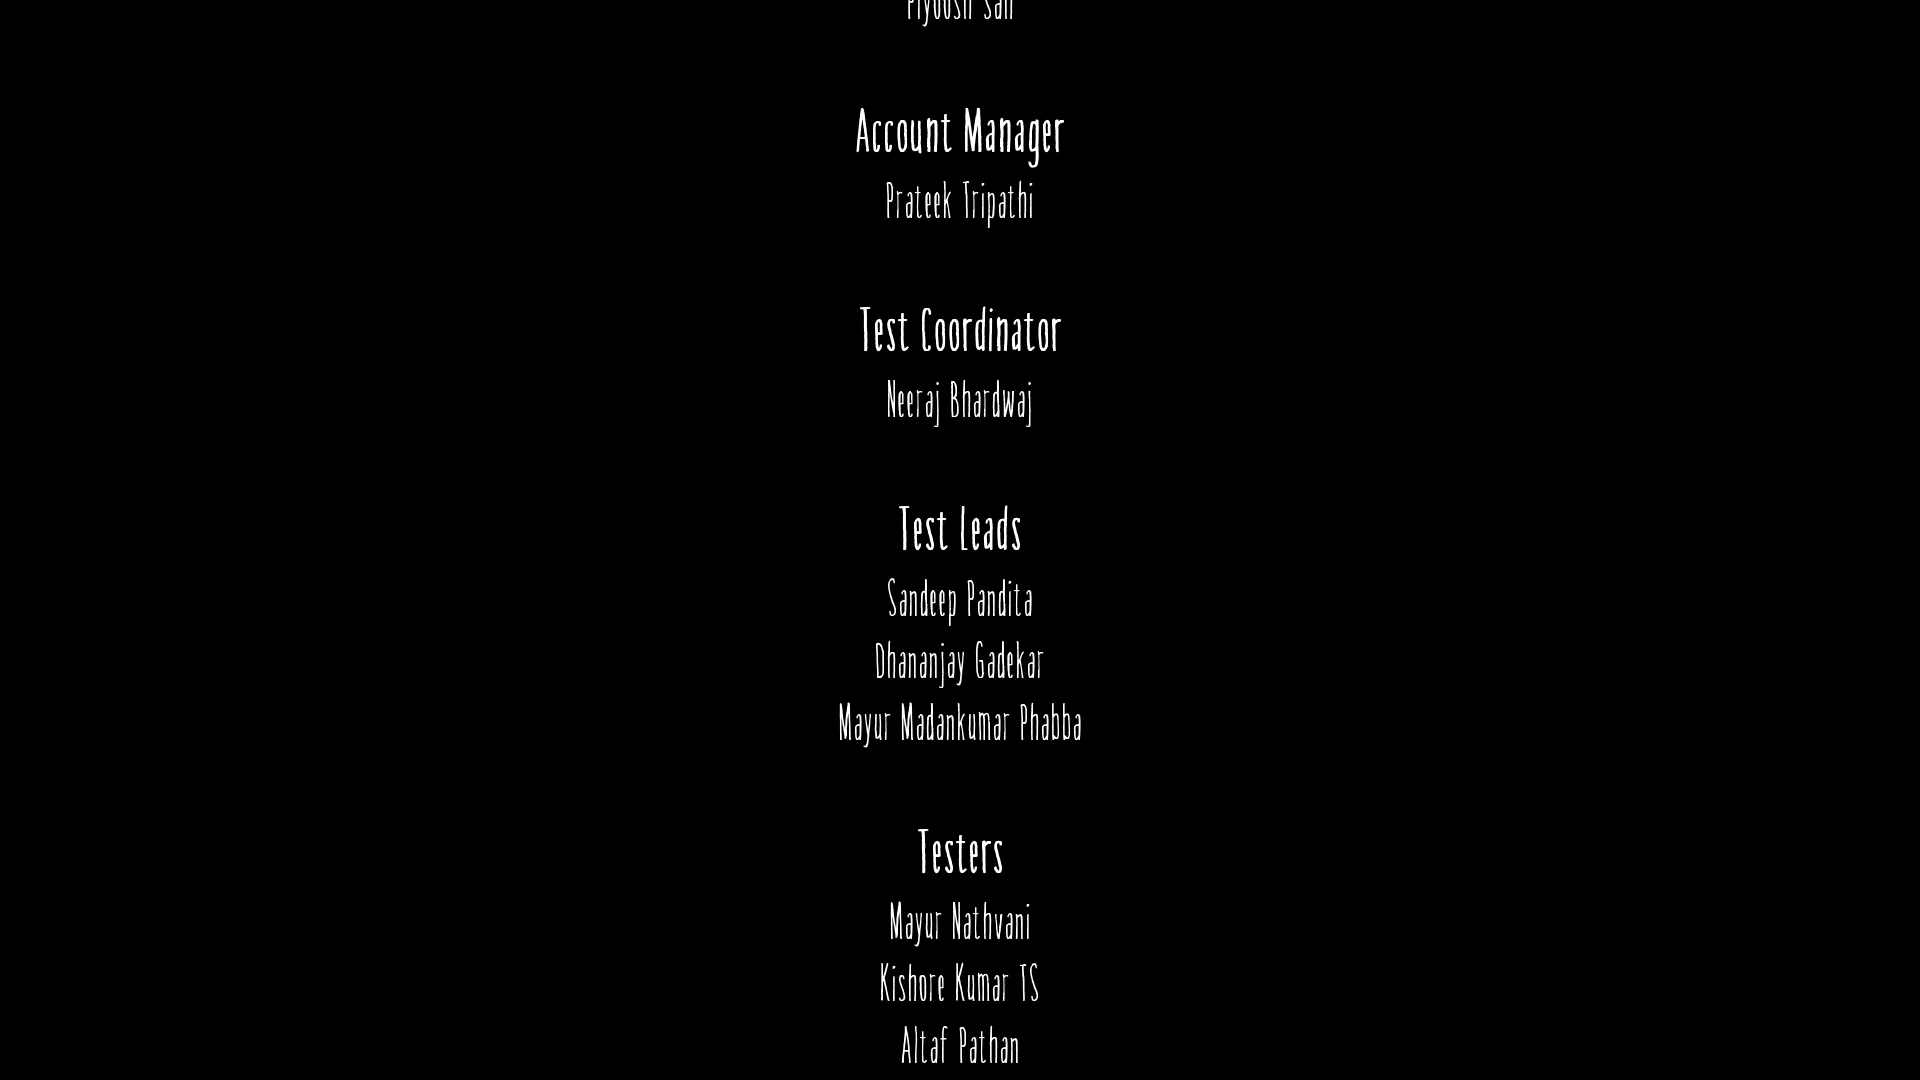 Account Manager
Prateek Tripathi
Test Coordinator
Neeraj Bhardwaj
Test Leads
Sandeep Pandita
Dhananjay Gadekar
Mayur Madankumar Phabba
Testers
Mayur Nathvani
Kishore Kumar TS
Altaf Pathan